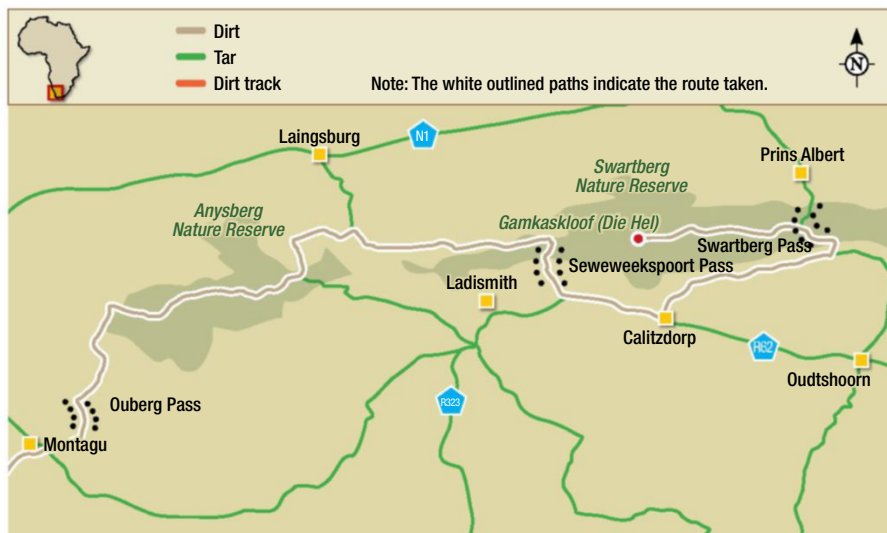 Dirt
Tar
Dirt track
Note: The white outlined paths indicate the route taken.
N
Laingsburg
N1
Prins Albert
Swartberg
Nature Reserve
Anysberg
Nature Reserve
Gamkaskloof (Die Hel)
Swartberg Pass
Seweweekspoort Pass
Ladismith
Calitzdorp
R62
Oudtshoorn
R323
Ouberg Pass
Montagu